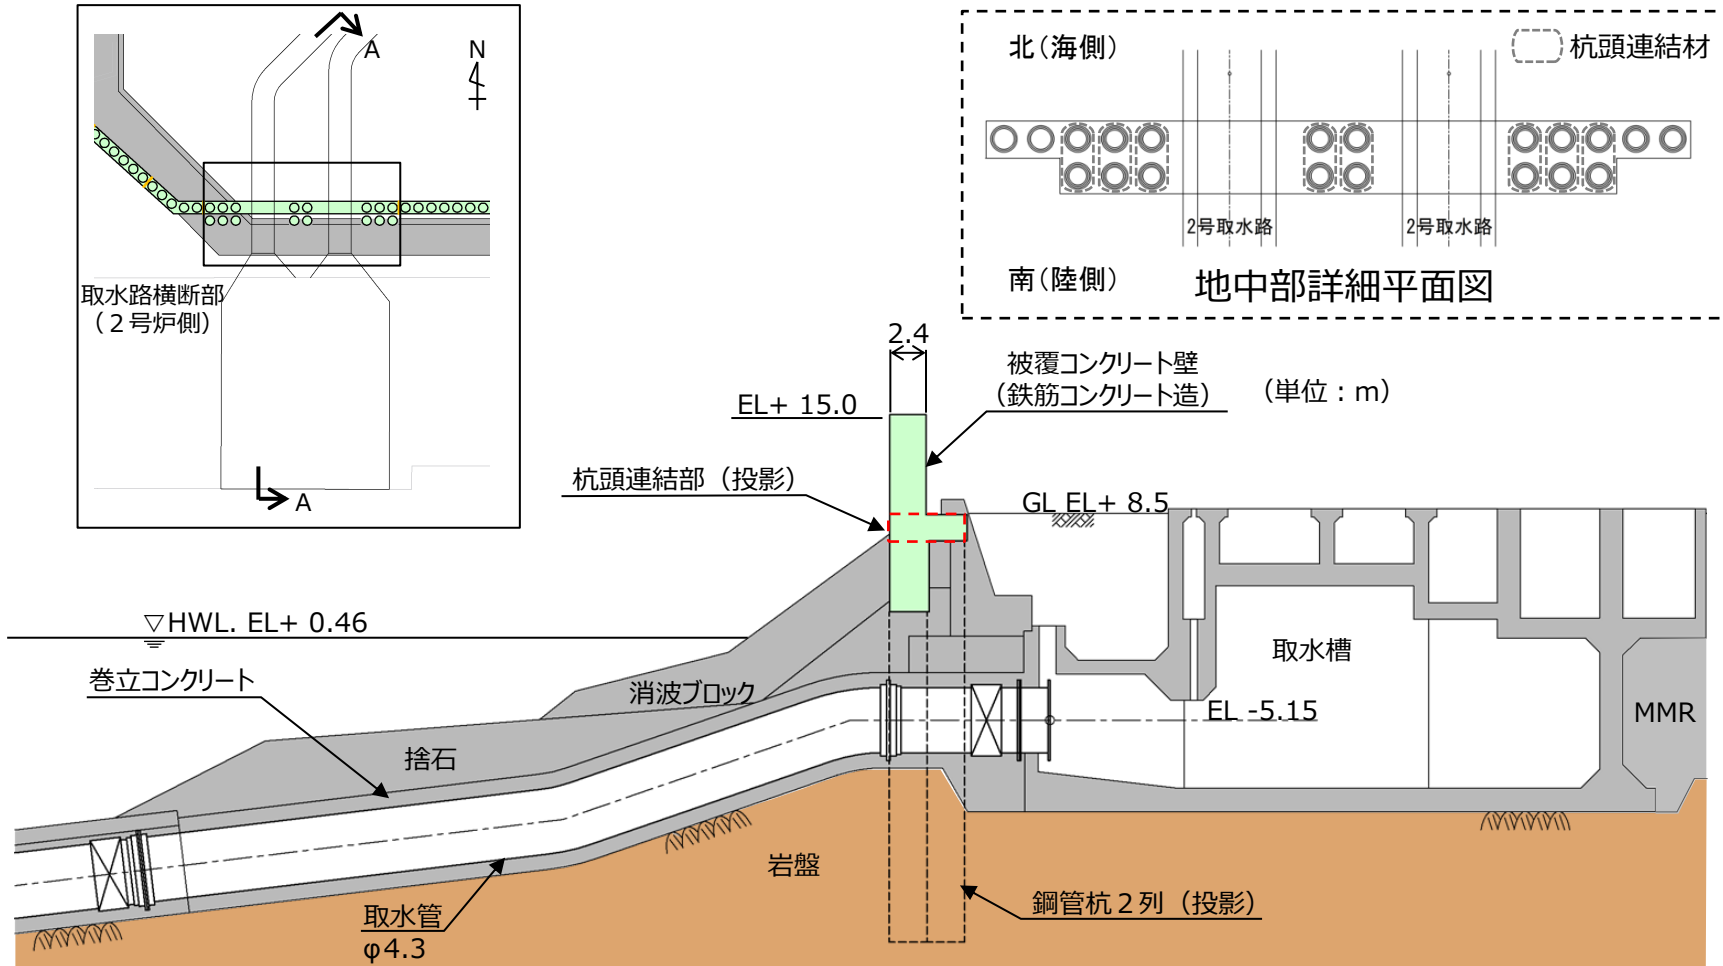 A
N
取水路横断部
（２号炉側）
A
北（海側）
杭頭連結材
2号取水路
2号取水路
南（陸側）
地中部詳細平面図
2.4
被覆コンクリート壁
（鉄筋コンクリート造）
（単位：m）
EL+ 15.0
杭頭連結部（投影）
GL EL+ 8.5
▽HWL. EL+ 0.46
巻立コンクリート
消波ブロック
取水槽
EL -5.15
MMR
捨石
岩盤
鋼管杭２列（投影）
取水管
φ4.3